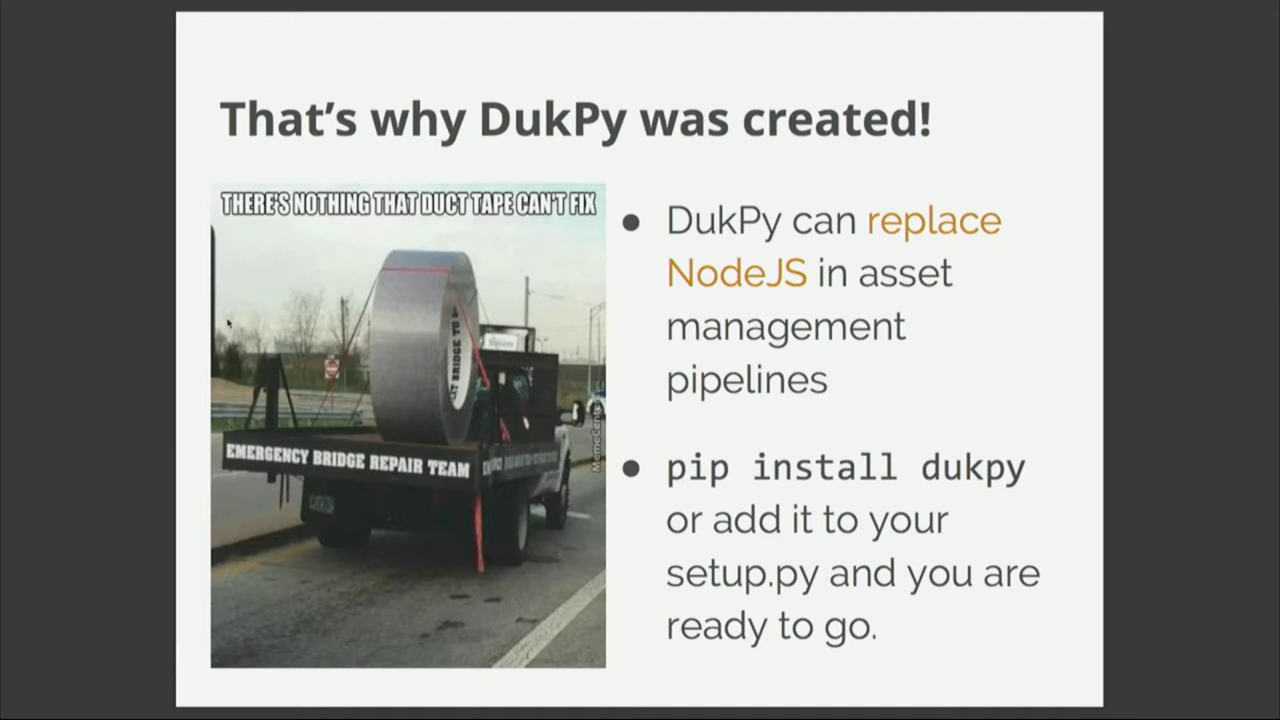 That's why DukPy was created!
THERE'S NOTHING THAT DUCT TAPE CAN'T FIX
EMERGENCY BRIDGE REPAIR TEAM
MemeCenter
● DukPy can replace
NodeJS in asset
management
pipelines
● pip install dukpy
or add it to your
setup.py and you are
ready to go.